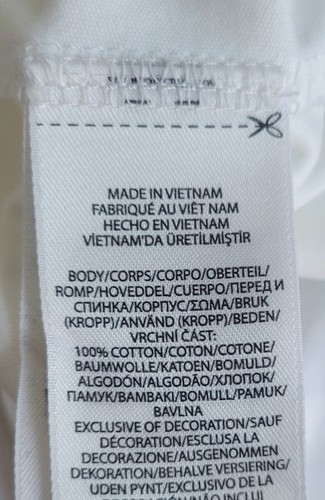 MADE IN VIETNAM
FABRIQUÉ AU VIÊT NAM
HECHO EN VIETNAM
VİETNAM'DA ÜRETİLMİŞTİR
BODY/CORPS/CORPO/OBERTEIL/
ROMP/HOVEDDEL/CUERPO/ПЕРЕД И
СПИНКА/КОРПУС/ΣΩΜΑ/BRUK
(KROPP)/ANVÄND (KROPP)/BEDEN/
VRCHNÍ ČÁST:
100% COTTON/COTON/COTONE/
BAUMWOLLE/KATOEN/BOMULD/
ALGODÓN/ALGODÃO/ХЛОПОК/
ПАМУК/ΒΑΜΒΑΚΙ/BOMULL/PAMUK/
BAVLNA
EXCLUSIVE OF DECORATION/SAUF
DÉCORATION/ESCLUSA LA
DECORAZIONE/AUSGENOMMEN
DEKORATION/BEHALVE VERSIERING/
UDEN PYNT/EXCLUSIVO DE LA